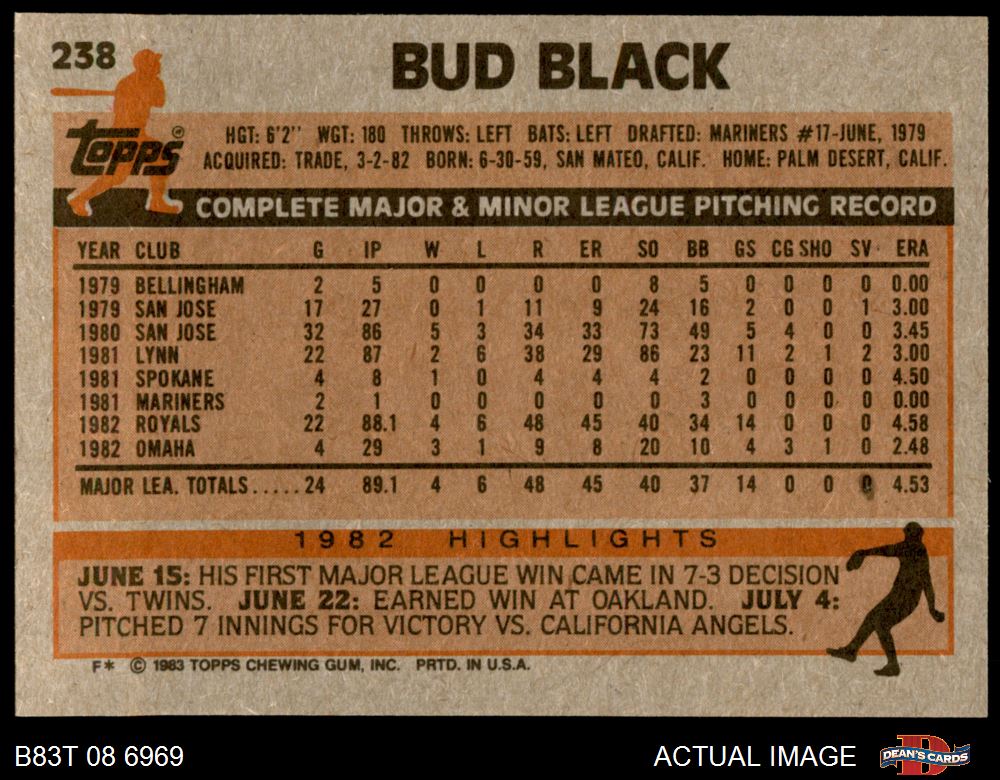 238
BUD BLACK
topps®
HGT: 6'2'' WGT: 180 THROWS: LEFT BATS: LEFT DRAFTED: MARINERS #17-JUNE, 1979
ACQUIRED: TRADE, 3-2-82 BORN: 6-30-59, SAN MATEO, CALIF. HOME: PALM DESERT, CALIF.
COMPLETE MAJOR & MINOR LEAGUE PITCHING RECORD
YEAR CLUB G IP W L R ER SO BB GS CG SHO SV ERA
1979 BELLINGHAM 2 5 0 0 0 0 8 5 0 0 0 0 0.00
1979 SAN JOSE 17 27 0 1 11 9 24 16 2 0 0 1 3.00
1980 SAN JOSE 32 86 5 3 34 33 73 49 5 4 0 0 3.45
1981 LYNN 22 87 2 6 38 29 86 23 11 2 1 2 3.00
1981 SPOKANE 4 8 1 0 4 4 4 2 0 0 0 0 4.50
1981 MARINERS 2 1 0 0 0 0 0 3 0 0 0 0 0.00
1982 ROYALS 22 88.1 4 6 48 45 40 34 14 0 0 0 4.58
1982 OMAHA 4 29 3 1 9 8 20 10 4 3 1 0 2.48
MAJOR LEA. TOTALS.....24 89.1 4 6 48 45 40 37 14 0 0 0 4.53
1982 HIGHLIGHTS
JUNE 15: HIS FIRST MAJOR LEAGUE WIN CAME IN 7-3 DECISION
VS. TWINS. JUNE 22: EARNED WIN AT OAKLAND. JULY 4:
PITCHED 7 INNINGS FOR VICTORY VS. CALIFORNIA ANGELS.
F* © 1983 TOPPS CHEWING GUM, INC. PRTD. IN U.S.A.
B83T 08 6969 ACTUAL IMAGE DEAN'S CARDS